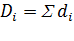 Dᵢ = Σ dᵢ